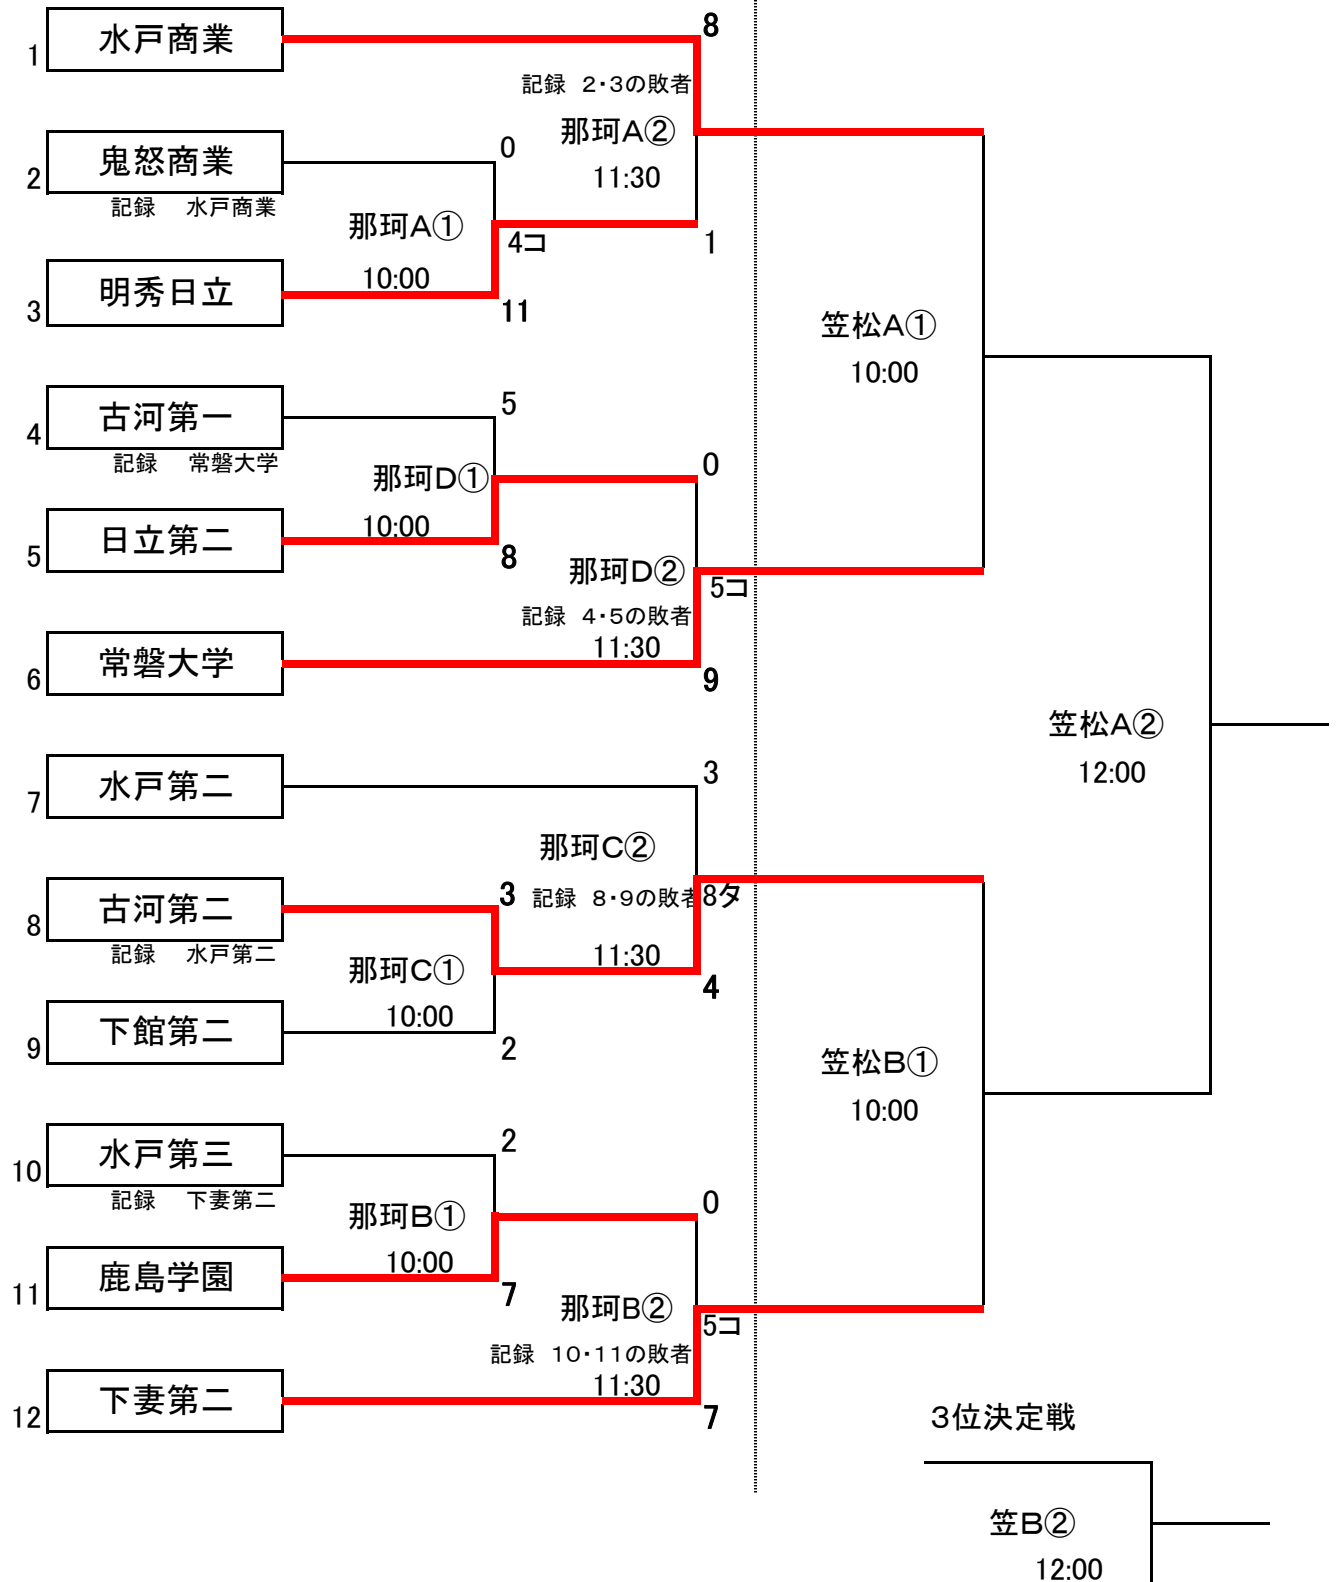 8
1 水戸商業
記録 2・3の敗者
那珂A②
11:30
2 鬼怒商業
0
記録 水戸商業
那珂A①
4コ
1
10:00
3 明秀日立
11
笠松A①
10:00
4 古河第一
5
記録 常磐大学
那珂D①
0
10:00
5 日立第二
8
那珂D②
5コ
記録 4・5の敗者
11:30
6 常磐大学
9
笠松A②
12:00
7 水戸第二
3
那珂C②
8 古河第二
3
記録 8・9の敗者
8タ
記録 水戸第二
11:30
那珂C①
4
10:00
9 下館第二
2
笠松B①
10:00
10 水戸第三
2
記録 下妻第二
0
那珂B①
10:00
11 鹿島学園
7
那珂B②
5コ
記録 10・11の敗者
11:30
12 下妻第二
7
3位決定戦
笠B②
12:00